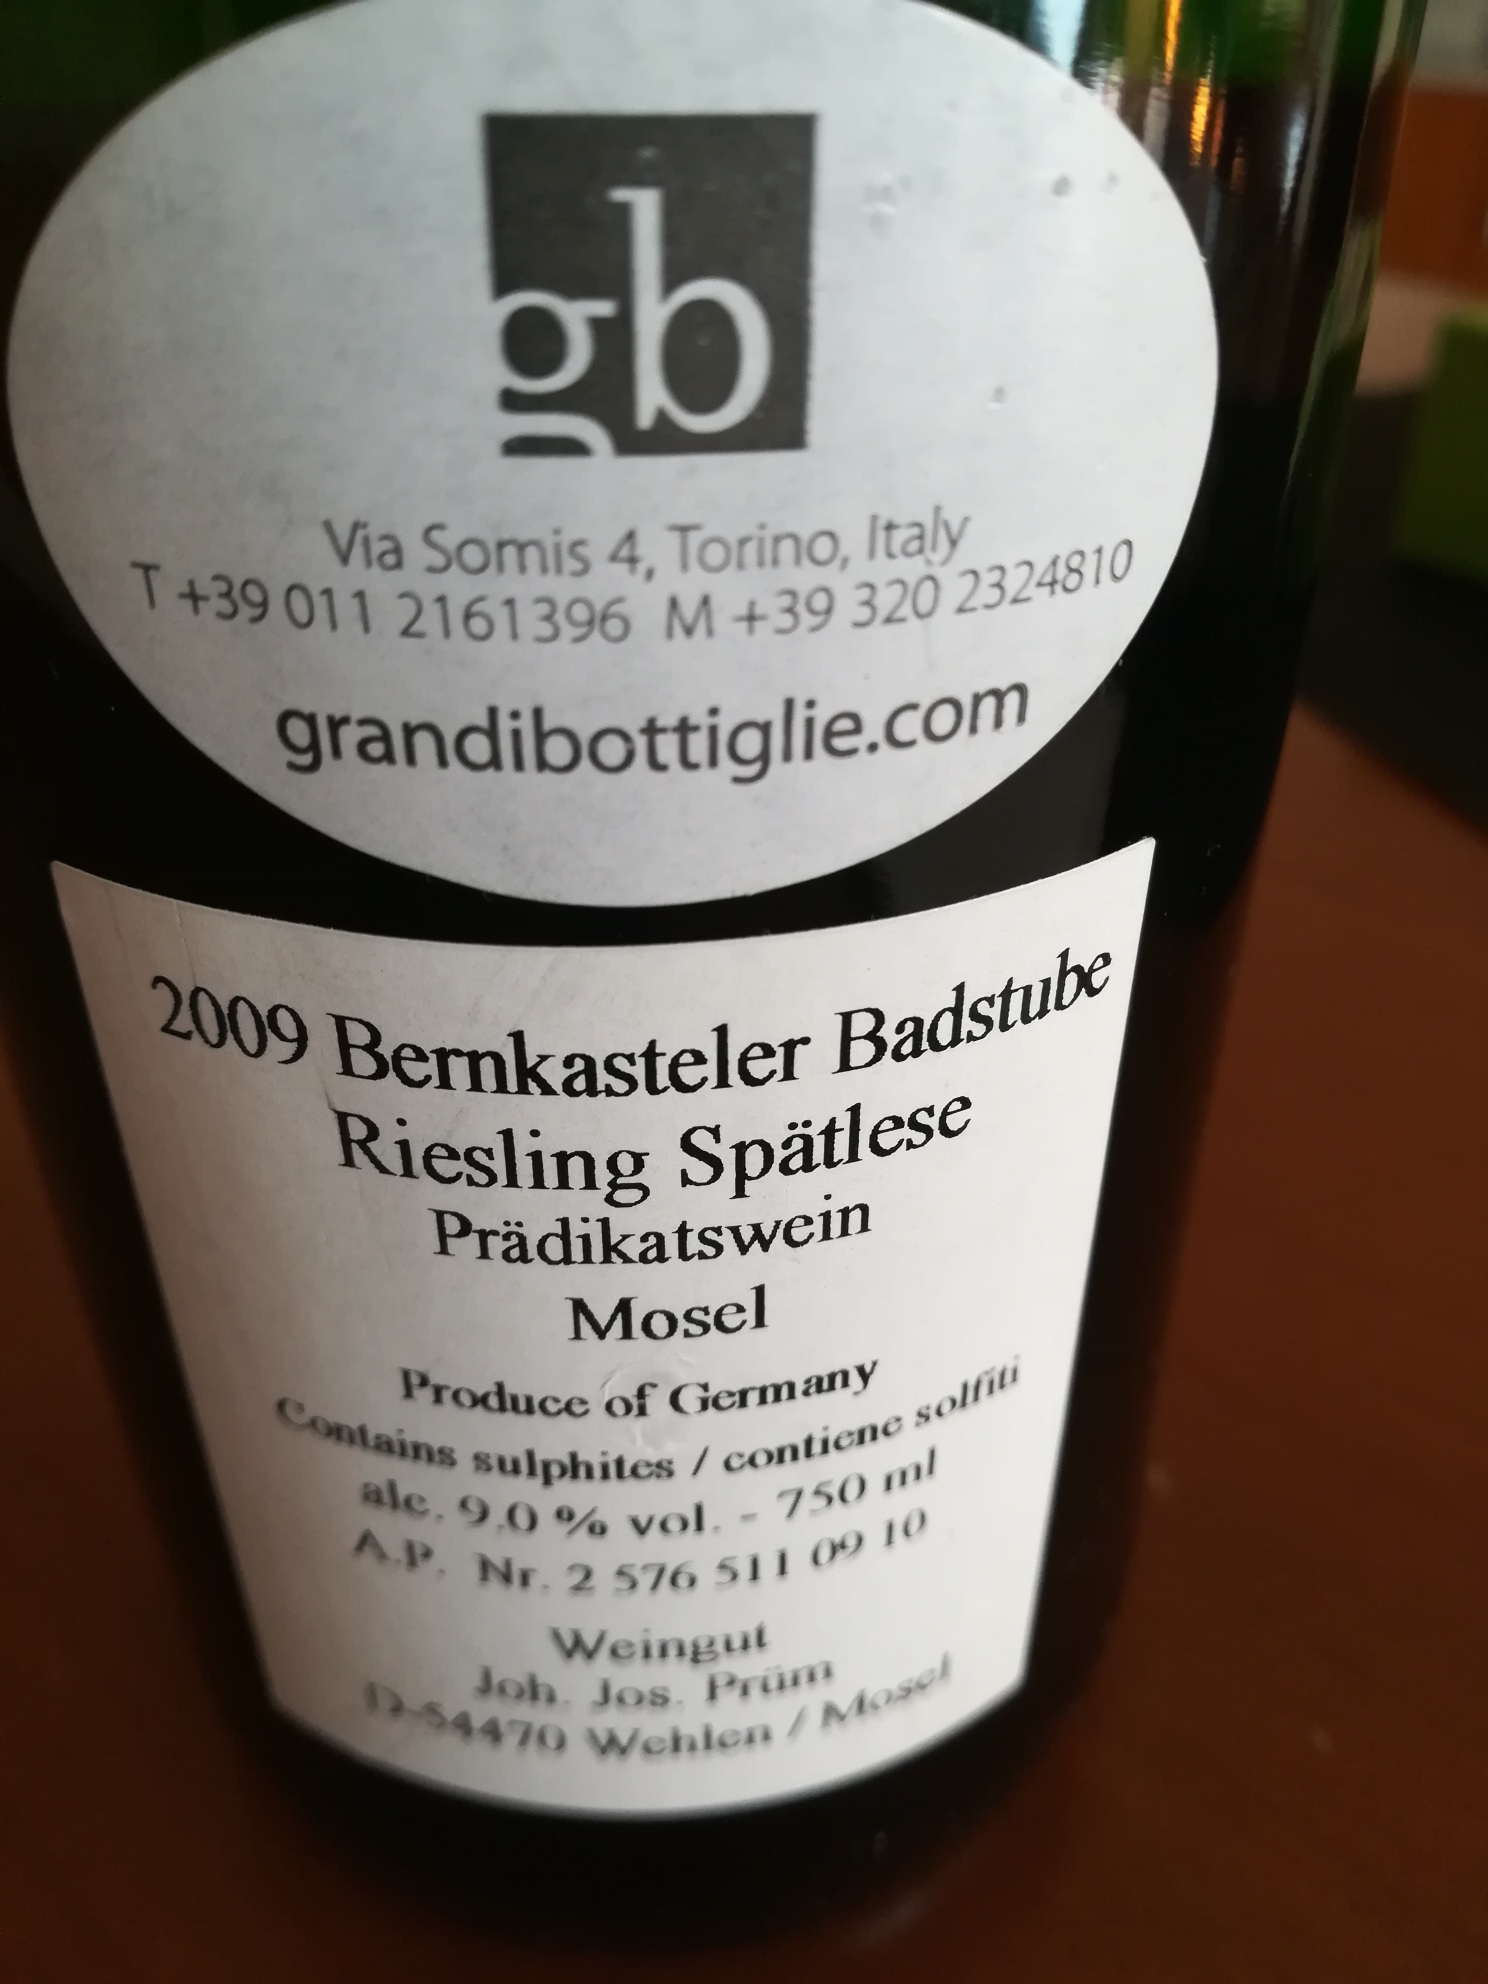 gb
Via Somis 4, Torino, Italy
T +39 011 2161396 M +39 320 2324810
grandibottiglie.com
2009 Bernkasteler Badstube
Riesling Spätlese
Prädikatswein
Mosel
Produce of Germany
Contains sulphites / contiene solfiti
alc. 9.0 % vol. - 750 ml
A.P. Nr. 2 576 511 09 10
Weingut
Joh. Jos. Prüm
D-54470 Wehlen / Mosel